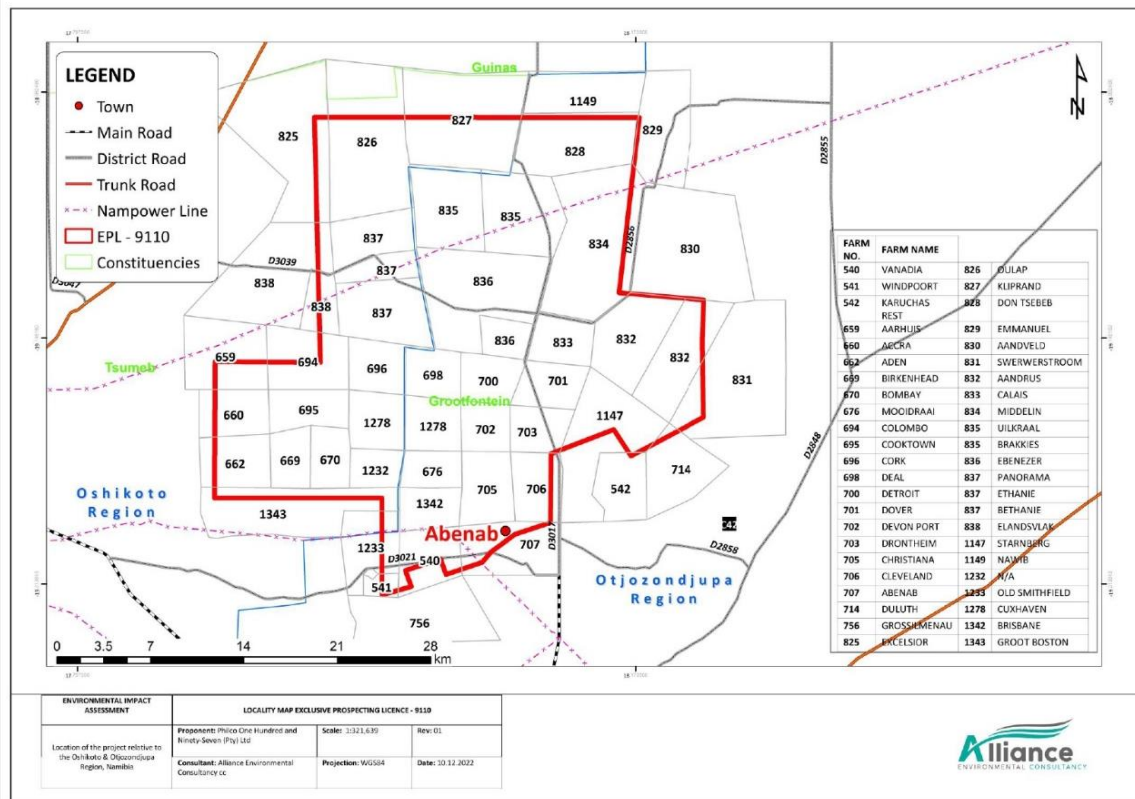 LEGEND
Town
Main Road
District Road
Trunk Road
Nampower Line
EPL - 9110
Constituencies
Guinas
1149
827
825
826
828
829
D2855
835
835
834
D2856
830
837
D3039
837
838
836
D3047
838
837
836
833
832
832
831
659
694
Tsumeb
696
698
700
701
Grootfontein
660
695
1278
1278
702
703
1147
D2848
662
669
670
1232
676
705
706
542
714
Oshikoto
Region
1343
1342
Abenab
C42
1233
D3021
540
707
D3017
D2858
541
Otjozondjupa
Region
756
0 3.5 7 14 21 28
km
FARM NO. FARM NAME
540 VANADIA 826 OULAP
541 WINDPOORT 827 KLIPRAND
542 KARUCHAS REST 828 DON TSEBEB
659 AARHUIS 829 EMMANUEL
660 ACCRA 830 AANDVELD
662 ADEN 831 SWERWERSTROOM
669 BIRKENHEAD 832 AANDRUS
670 BOMBAY 833 CALAIS
676 MOOIDRAAI 834 MIDDELIN
694 COLOMBO 835 UILKRAAL
695 COOKTOWN 835 BRAKKIES
696 CORK 836 EBENEZER
698 DEAL 837 PANORAMA
700 DETROIT 837 ETHANIE
701 DOVER 837 BETHANIE
702 DEVON PORT 838 ELANDSVLAK
703 DRONTHEIM 1147 STARNBERG
705 CHRISTIANA 1149 NAWIB
706 CLEVELAND 1232 N/A
707 ABENAB 1233 OLD SMITHFIELD
714 DULUTH 1278 CUXHAVEN
756 GROSSILMENAU 1342 BRISBANE
825 EXCELSIOR 1343 GROOT BOSTON
N
ENVIRONMENTAL IMPACT
ASSESSMENT
LOCALITY MAP EXCLUSIVE PROSPECTING LICENCE - 9110
Location of the project relative to
the Oshikoto & Otjozondjupa
Region, Namibia
Proponent: Philco One Hundred and
Ninety-Seven (Pty) Ltd
Scale: 1:321,639
Rev: 01
Consultant: Alliance Environmental
Consultancy cc
Projection: WGS84
Date: 10.12.2022
Alliance
ENVIRONMENTAL CONSULTANCY